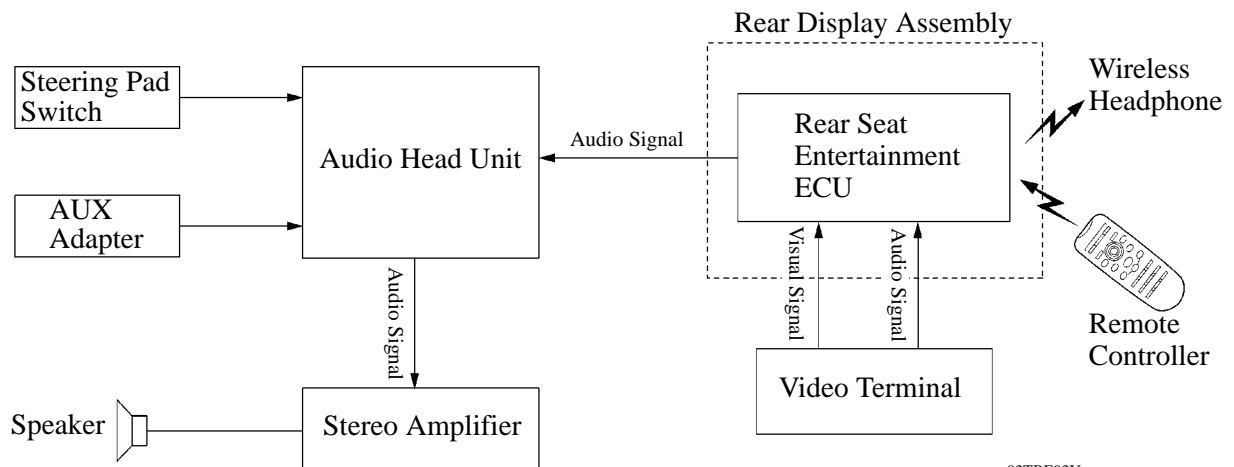 Rear Display Assembly
Steering Pad
Switch
Audio Head Unit
Audio Signal
Rear Seat
Entertainment
ECU
Wireless
Headphone
AUX
Adapter
Audio Signal
Visual Signal
Audio Signal
Remote
Controller
Video Terminal
Speaker
Stereo Amplifier